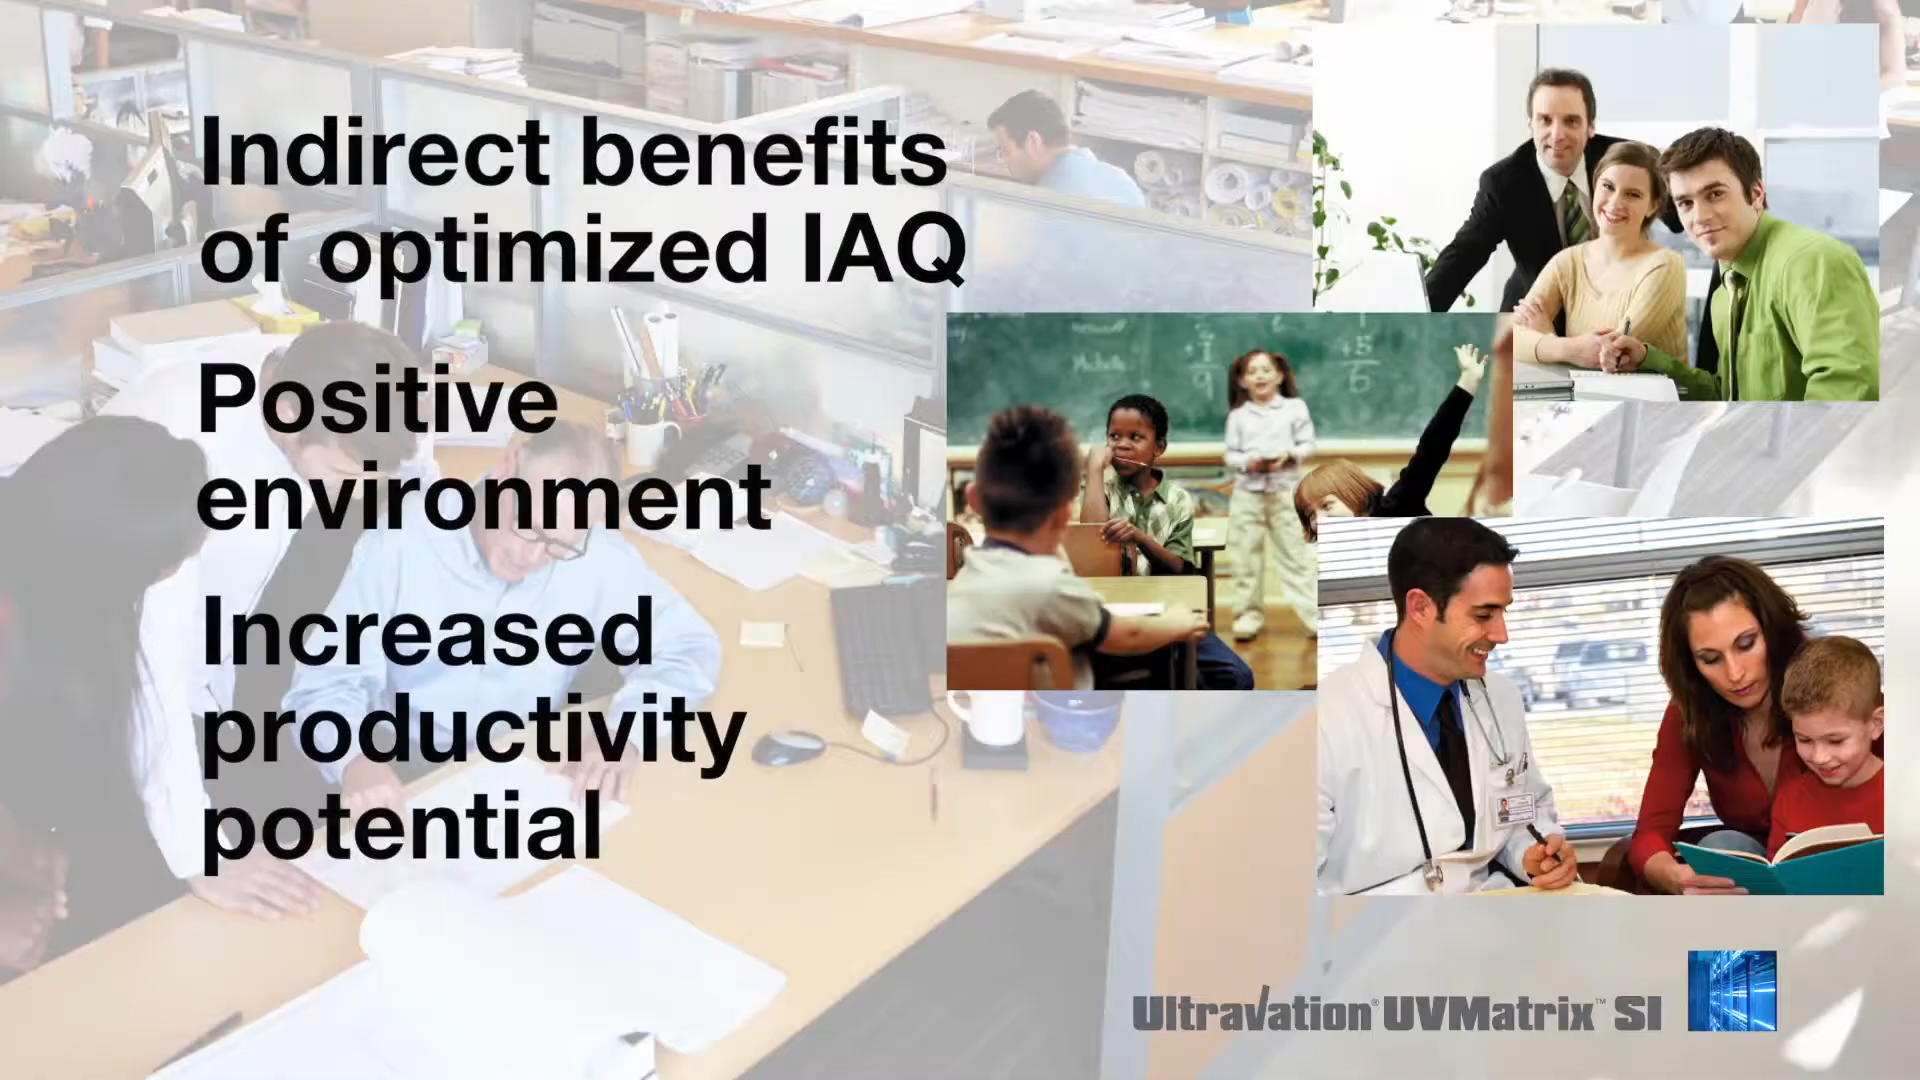 Indirect benefits
of optimized IAQ
Positive
environment
Increased
productivity
potential
Ultravation® UVMatrix™ SI